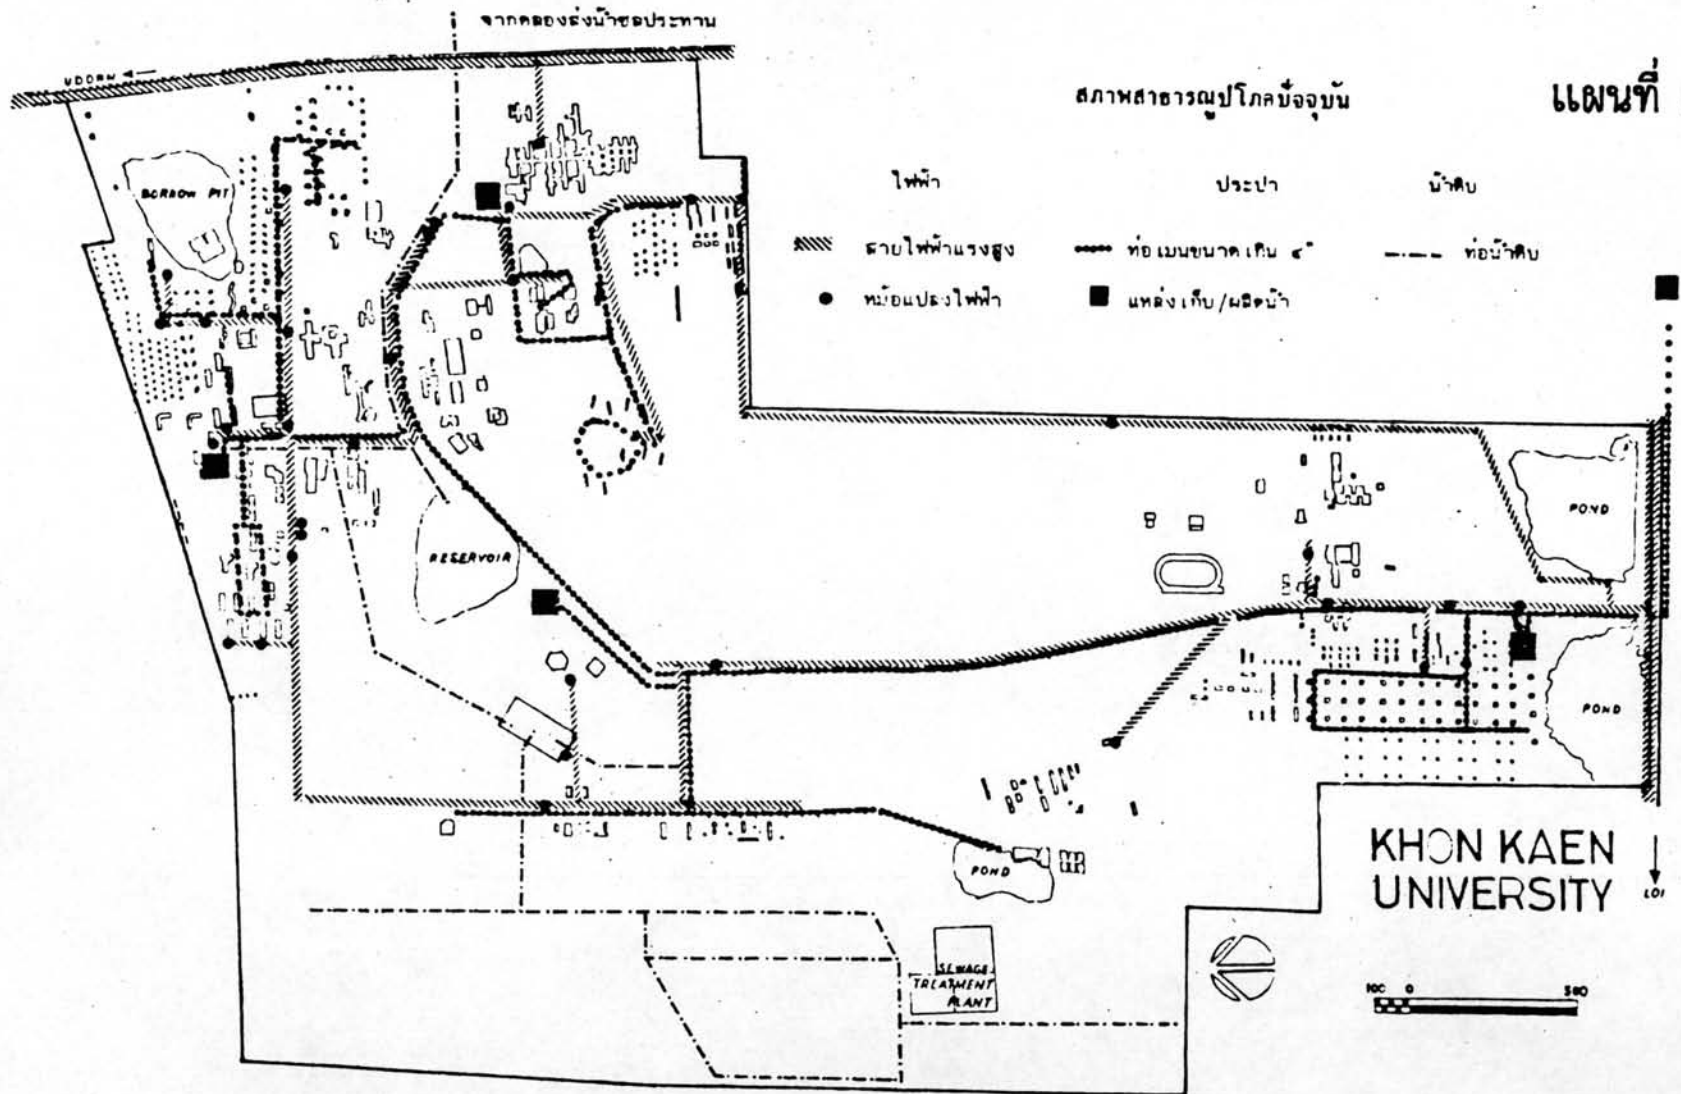 จากคลองส่งน้ำชลประทาน
UDORN
สภาพสาธารณูปโภคปัจจุบัน
แผนที่
ไฟฟ้า
ประปา
น้ำดิบ
สายไฟฟ้าแรงสูง
ท่อเมนขนาดเกิน ๔"
ท่อน้ำดิบ
หม้อแปลงไฟฟ้า
แหล่งเก็บ/ผลิตน้ำ
BORROW PIT
RESERVOIR
POND
POND
POND
KHON KAEN
UNIVERSITY
LOI
SEWAGE
TREATMENT
PLANT
100 0 500